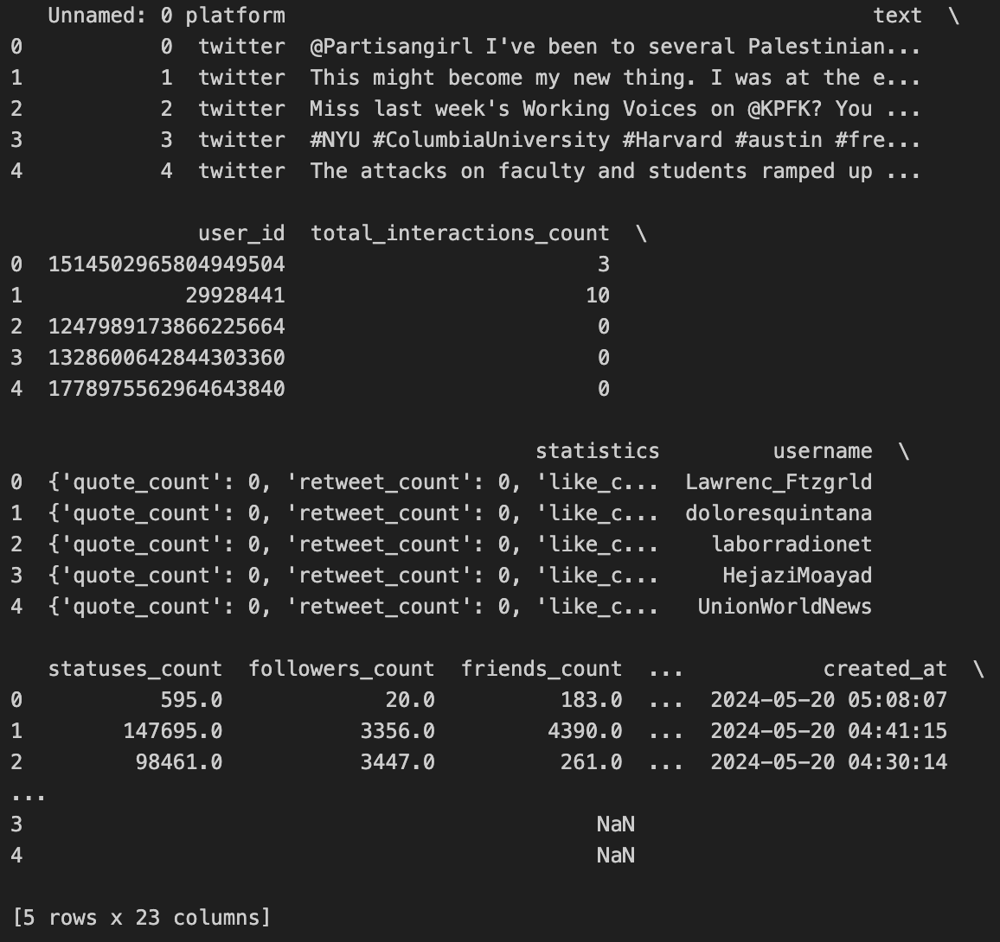 Unnamed: 0 platform text \
0 0 twitter @Partisangirl I've been to several Palestinian...
1 1 twitter This might become my new thing. I was at the e...
2 2 twitter Miss last week's Working Voices on @KPFK? You ...
3 3 twitter #NYU #ColumbiaUniversity #Harvard #austin #fre...
4 4 twitter The attacks on faculty and students ramped up ...
user_id total_interactions_count \
0 1514502965804949504 3
1 29928441 10
2 1247989173866225664 0
3 1328600642844303360 0
4 1778975562964643840 0
statistics username \
0 {'quote_count': 0, 'retweet_count': 0, 'like_c... Lawrenc_Ftzgrld
1 {'quote_count': 0, 'retweet_count': 0, 'like_c... doloresquintana
2 {'quote_count': 0, 'retweet_count': 0, 'like_c... laborradionet
3 {'quote_count': 0, 'retweet_count': 0, 'like_c... HejaziMoayad
4 {'quote_count': 0, 'retweet_count': 0, 'like_c... UnionWorldNews
statuses_count followers_count friends_count ... created_at \
0 595.0 20.0 183.0 ... 2024-05-20 05:08:07
1 147695.0 3356.0 4390.0 ... 2024-05-20 04:41:15
2 98461.0 3447.0 261.0 ... 2024-05-20 04:30:14
...
3 NaN
4 NaN
[5 rows x 23 columns]